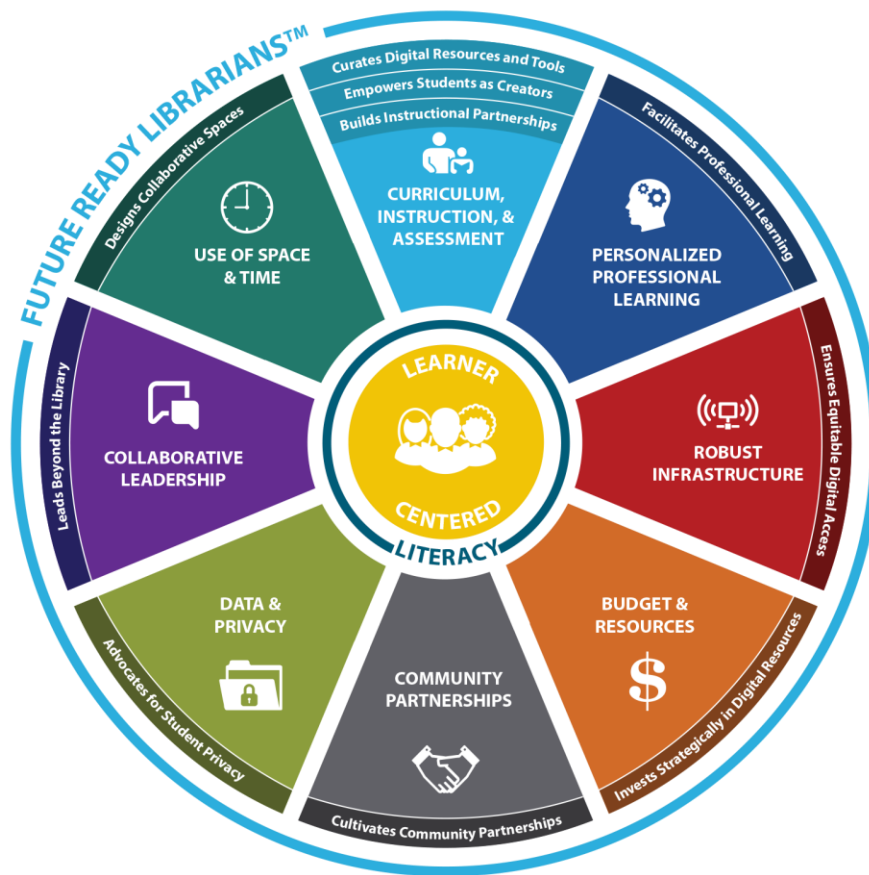 FUTURE READY LIBRARIANS™
Curates Digital Resources and Tools
Empowers Students as Creators
Builds Instructional Partnerships
CURRICULUM,
INSTRUCTION, &
ASSESSMENT
Facilitates Professional Learning
PERSONALIZED
PROFESSIONAL
LEARNING
Ensures Equitable Digital Access
ROBUST
INFRASTRUCTURE
Invests Strategically in Digital Resources
BUDGET &
RESOURCES
$
Cultivates Community Partnerships
COMMUNITY
PARTNERSHIPS
Advocates for Student Privacy
DATA &
PRIVACY
Leads Beyond the Library
COLLABORATIVE
LEADERSHIP
Designs Collaborative Spaces
USE OF SPACE
& TIME
LEARNER
CENTERED
LITERACY